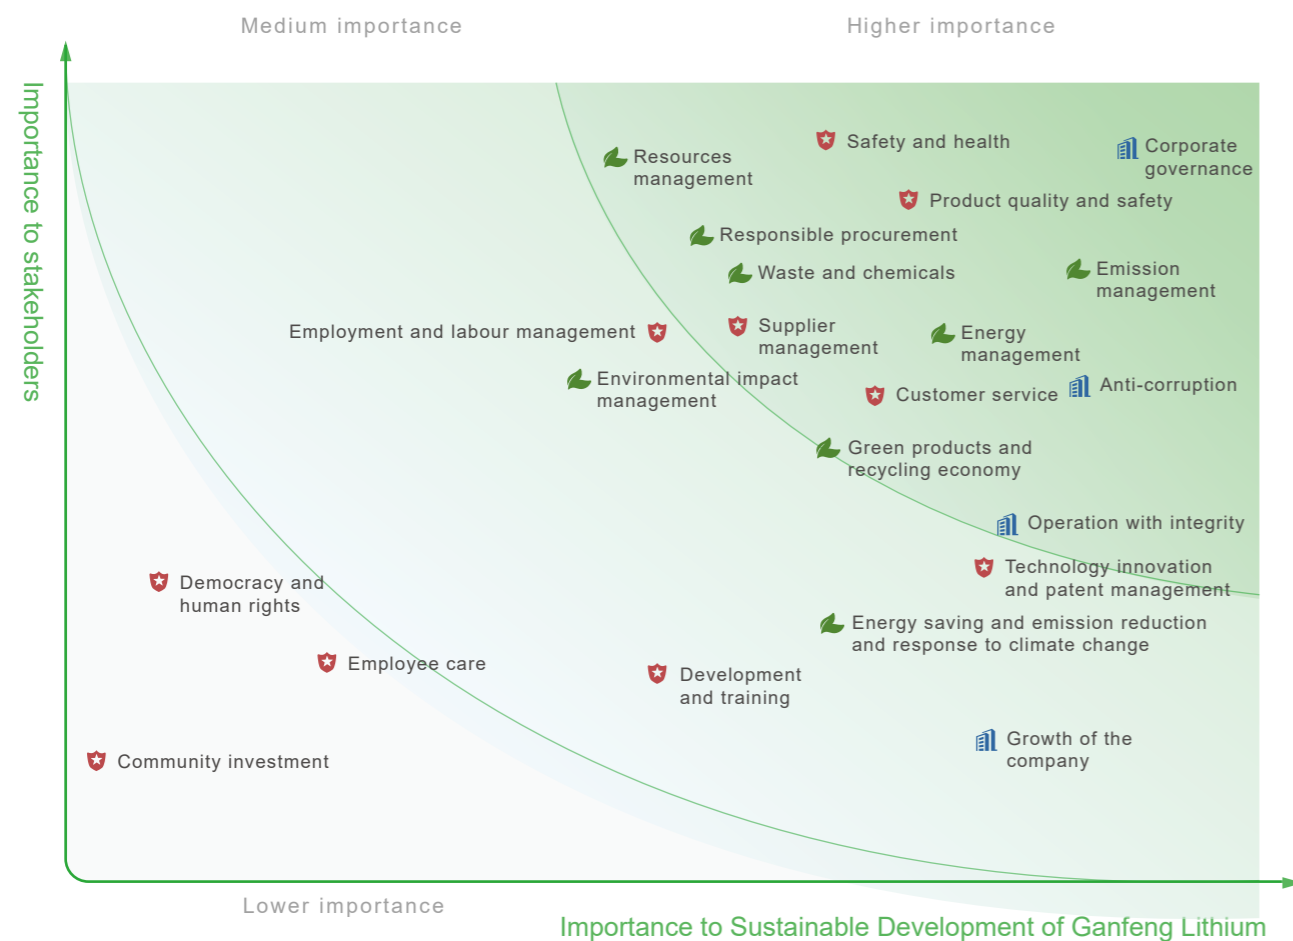 Medium importance
Higher importance
Importance to stakeholders
Safety and health
Corporate
governance
Resources
management
Product quality and safety
Responsible procurement
Waste and chemicals
Emission
management
Employment and labour management
Supplier
management
Energy
management
Environmental impact
management
Customer service
Anti-corruption
Green products and
recycling economy
Operation with integrity
Technology innovation
and patent management
Democracy and
human rights
Energy saving and emission reduction
and response to climate change
Employee care
Development
and training
Growth of the
company
Community investment
Lower importance
Importance to Sustainable Development of Ganfeng Lithium